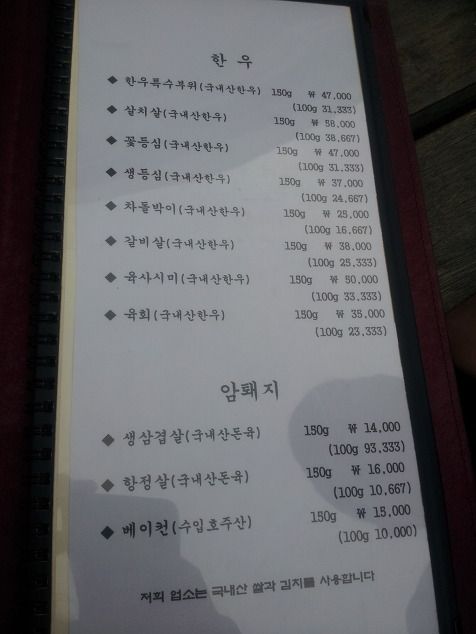 한우
◆ 한우특수부위(국내산한우) 150g ₩ 47,000
(100g 31,333)
◆ 살치살(국내산한우) 150g ₩ 58,000
(100g 38,667)
◆ 꽃등심(국내산한우) 150g ₩ 47,000
(100g 31,333)
◆ 생등심(국내산한우) 150g ₩ 37,000
(100g 24,667)
◆ 차돌박이(국내산한우) 150g ₩ 25,000
(100g 16,667)
◆ 갈비살(국내산한우) 150g ₩ 38,000
(100g 25,333)
◆ 육사시미(국내산한우) 150g ₩ 50,000
(100g 33,333)
◆ 육회(국내산한우) 150g ₩ 35,000
(100g 23,333)
암퇘지
◆ 생삼겹살(국내산돈육) 150g ₩ 14,000
(100g 93,333)
◆ 항정살(국내산돈육) 150g ₩ 16,000
(100g 10,667)
◆ 베이컨(수입호주산) 150g ₩ 15,000
(100g 10,000)
저희 업소는 국내산 쌀과 김치를 사용합니다